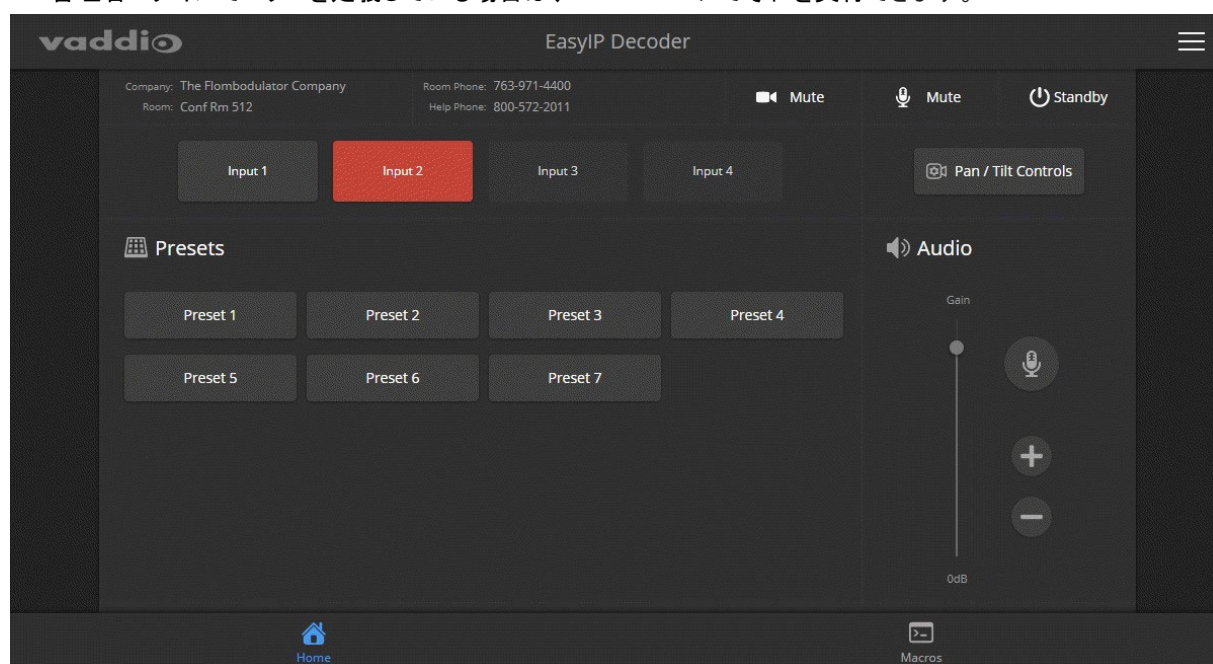 vaddio
EasyIP Decoder
Company: The Flombodulator Company
Room: Conf Rm 512
Room Phone: 763-971-4400
Help Phone: 800-572-2011
Mute
Mute
Standby
Input 1
Input 2
Input 3
Input 4
Pan / Tilt Controls
Presets
Audio
Preset 1
Preset 2
Preset 3
Preset 4
Gain
Preset 5
Preset 6
Preset 7
0dB
Home
Macros